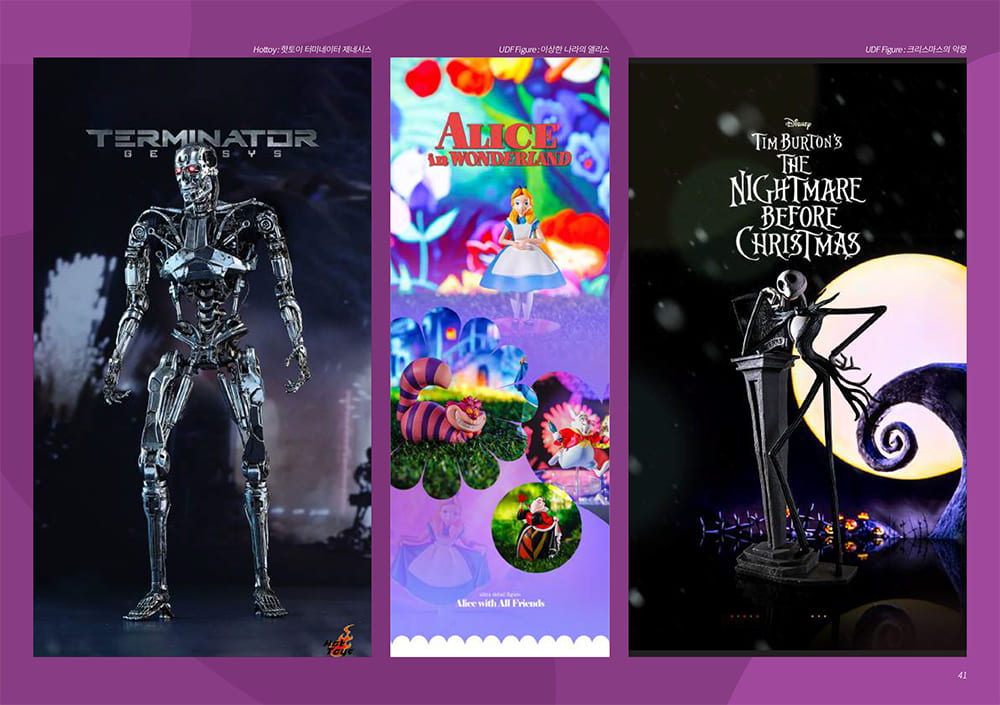 Hottoy : 핫토이 터미네이터 제네시스
UDF Figure : 이상한 나라의 앨리스
UDF Figure : 크리스마스의 악몽
TERMINATOR
GENISYS
ALICE
in WONDERLAND
ultra detail figure
Alice with All Friends
Disney
TIM BURTON'S
THE
NIGHTMARE
BEFORE
CHRISTMAS
HOT
TOYS
41